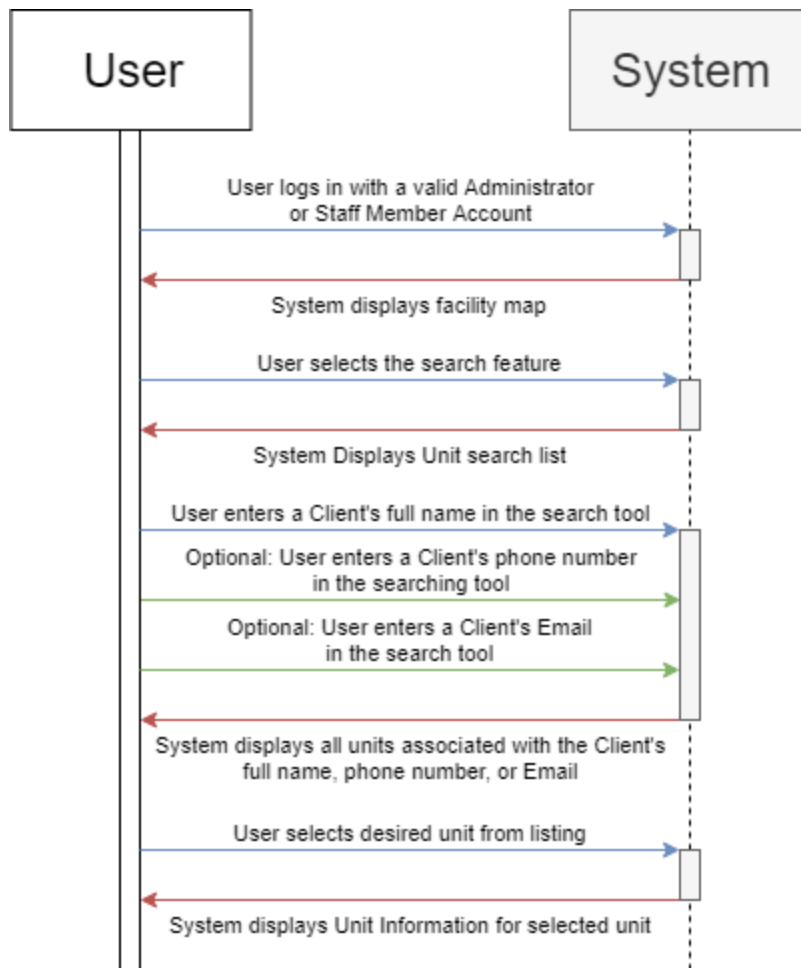 User
System
User logs in with a valid Administrator
or Staff Member Account
System displays facility map
User selects the search feature
System Displays Unit search list
User enters a Client's full name in the search tool
Optional: User enters a Client's phone number
in the searching tool
Optional: User enters a Client's Email
in the search tool
System displays all units associated with the Client's
full name, phone number, or Email
User selects desired unit from listing
System displays Unit Information for selected unit